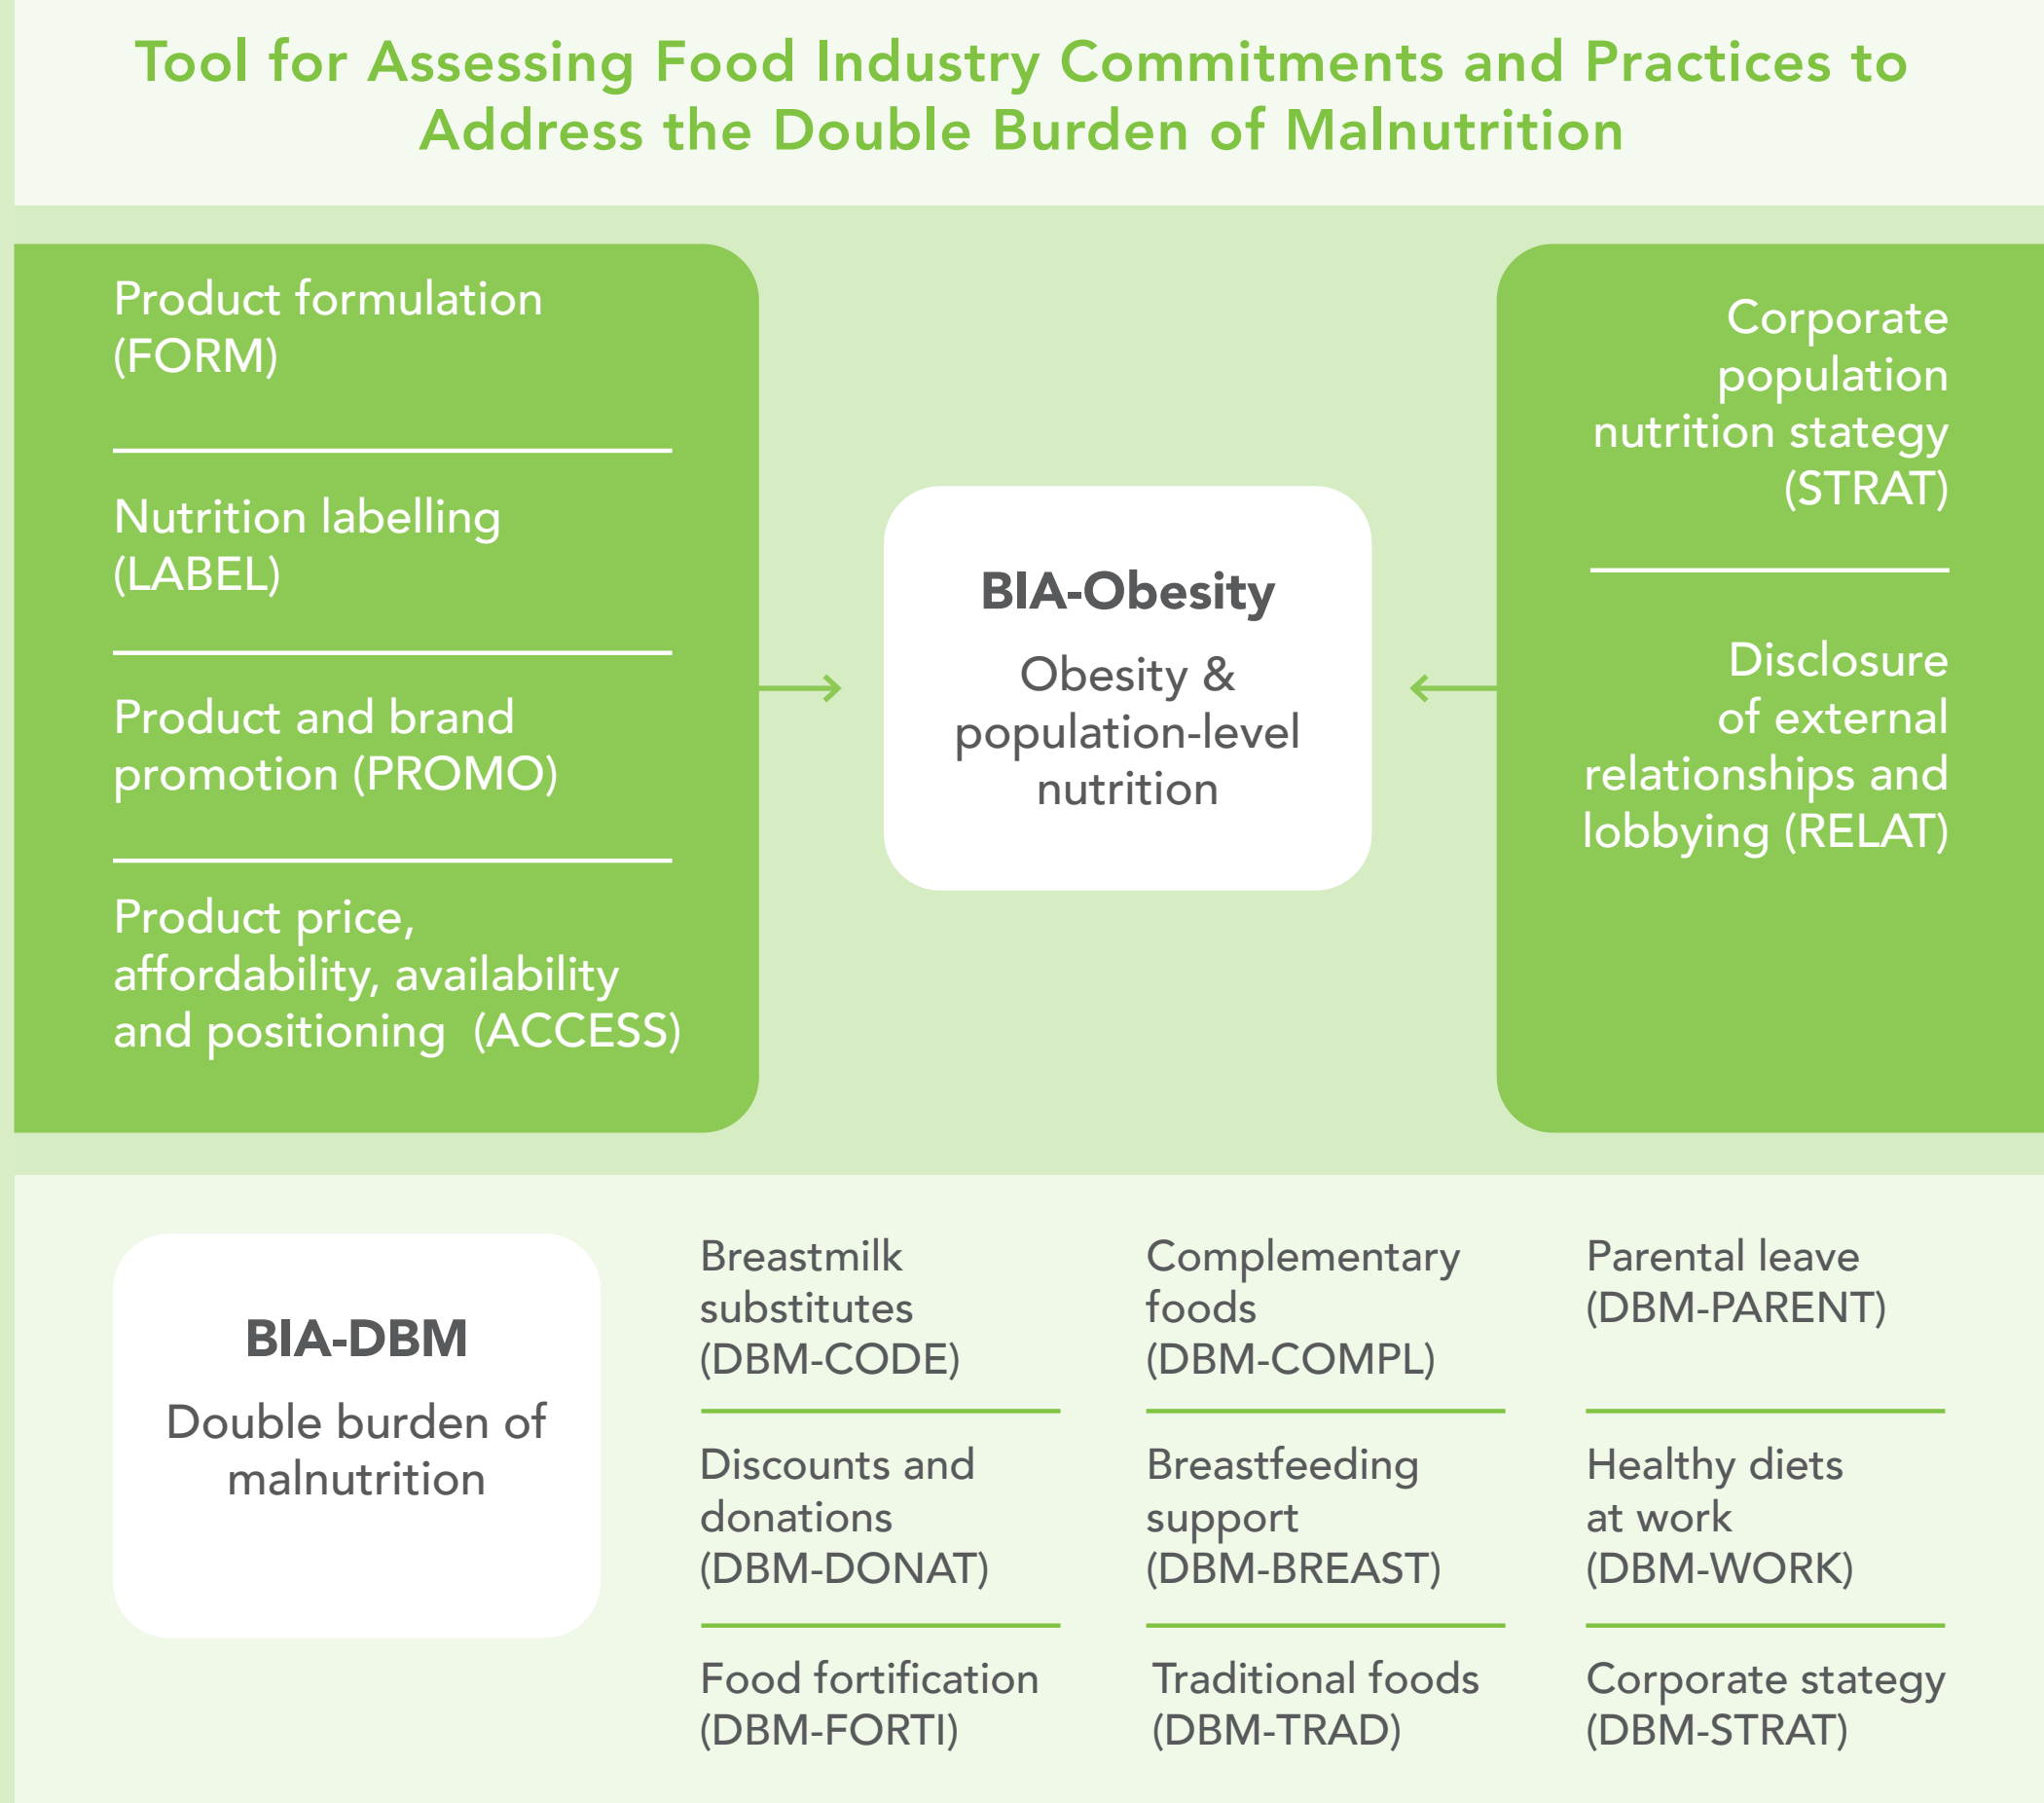 Tool for Assessing Food Industry Commitments and Practices to
Address the Double Burden of Malnutrition
Product formulation
(FORM)
Nutrition labelling
(LABEL)
Product and brand
promotion (PROMO)
Product price,
affordability, availability
and positioning (ACCESS)
BIA-Obesity
Obesity &
population-level
nutrition
Corporate
population
nutrition stategy
(STRAT)
Disclosure
of external
relationships and
lobbying (RELAT)
BIA-DBM
Double burden of
malnutrition
Breastmilk
substitutes
(DBM-CODE)
Complementary
foods
(DBM-COMPL)
Parental leave
(DBM-PARENT)
Discounts and
donations
(DBM-DONAT)
Breastfeeding
support
(DBM-BREAST)
Healthy diets
at work
(DBM-WORK)
Food fortification
(DBM-FORTI)
Traditional foods
(DBM-TRAD)
Corporate stategy
(DBM-STRAT)